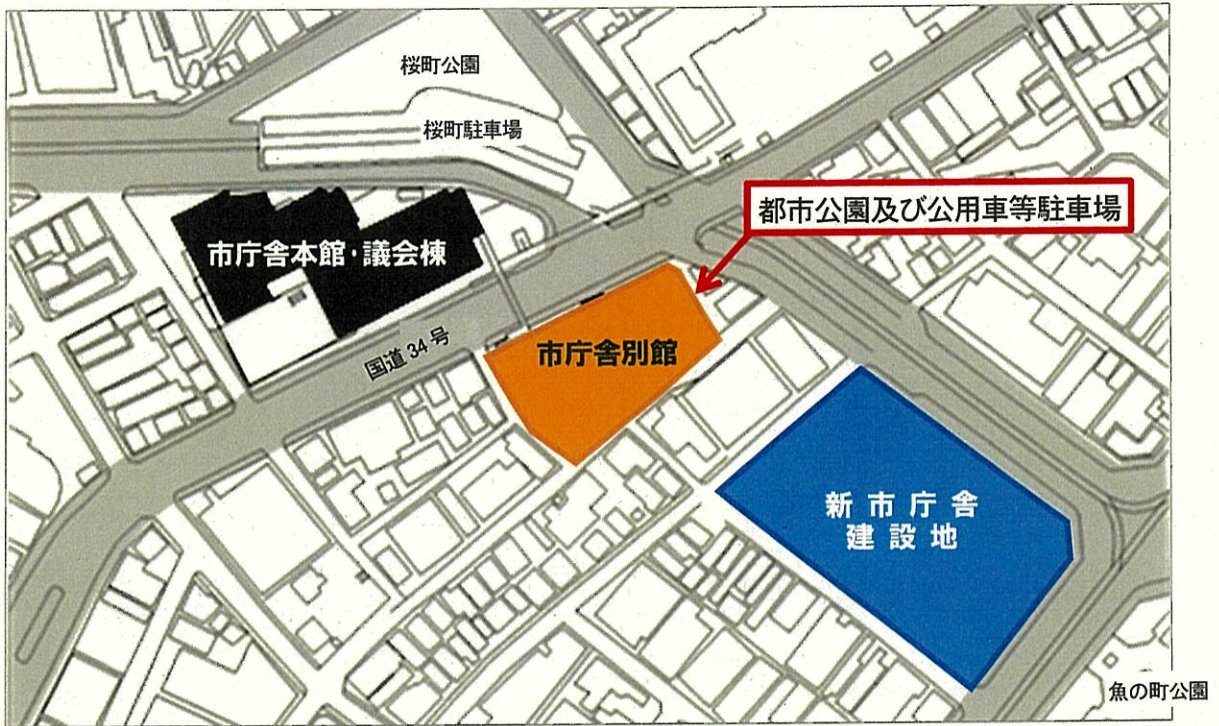 桜町公園
桜町駐車場
都市公園及び公用車等駐車場
市庁舎本館・議会棟
市庁舎別館
国道34号
新市庁舎
建設地
魚の町公園